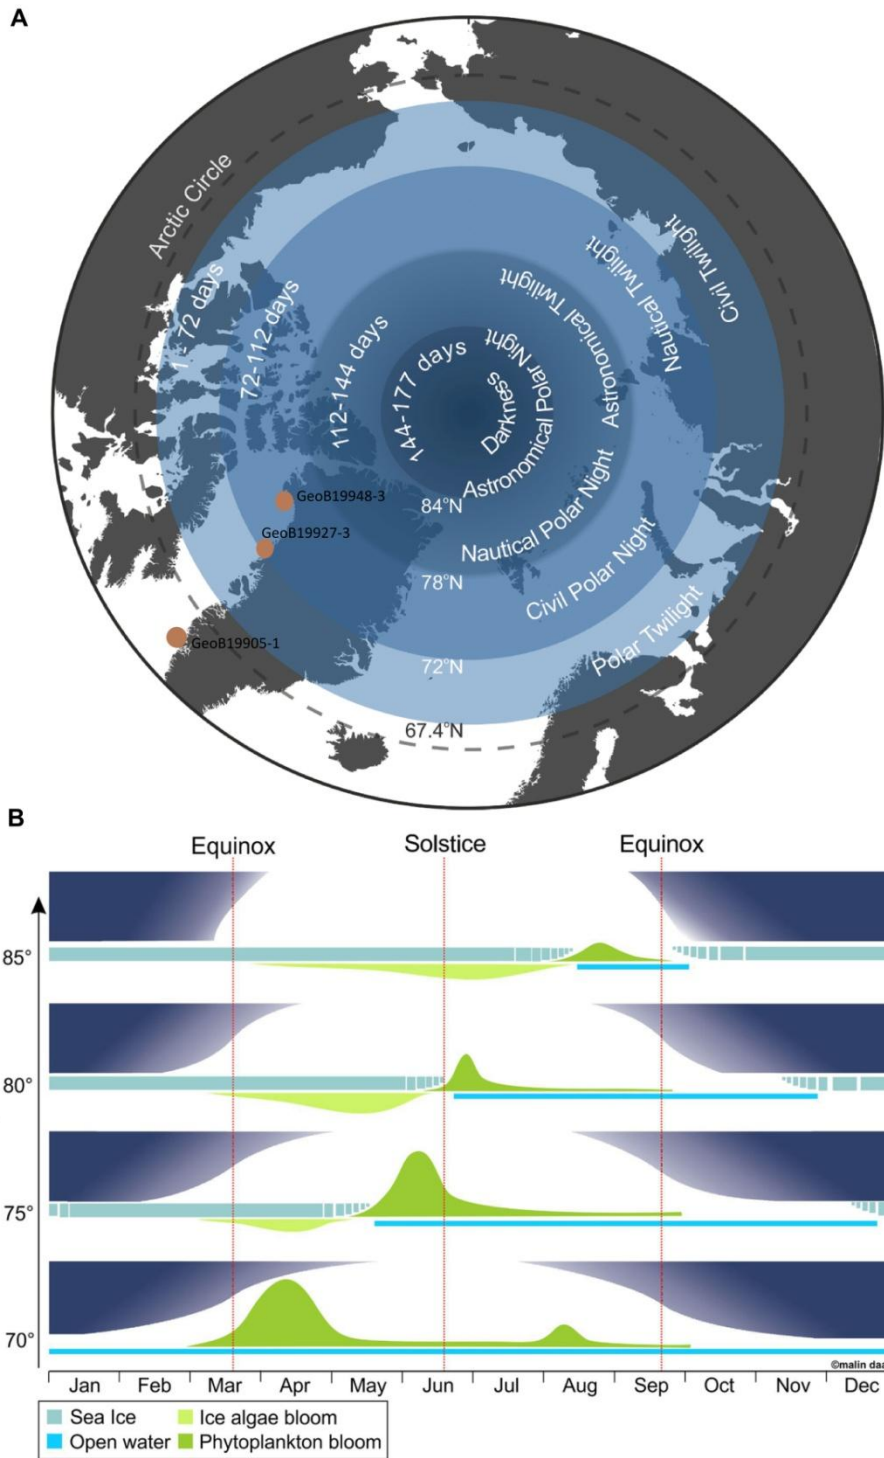 A
Arctic Circle
1 - 72 days
72-112 days
112-144 days
144-177 days
Darkness
Astronomical Polar Night
Astronomical Twilight
Nautical Twilight
Civil Twilight
Nautical Polar Night
Civil Polar Night
Polar Twilight
84°N
78°N
72°N
67.4°N
GeoB19948-3
GeoB19927-3
GeoB19905-1
B
Equinox Solstice Equinox
85°
80°
75°
70°
©malin daa
Jan Feb Mar Apr May Jun Jul Aug Sep Oct Nov Dec
Sea Ice Ice algae bloom
Open water Phytoplankton bloom